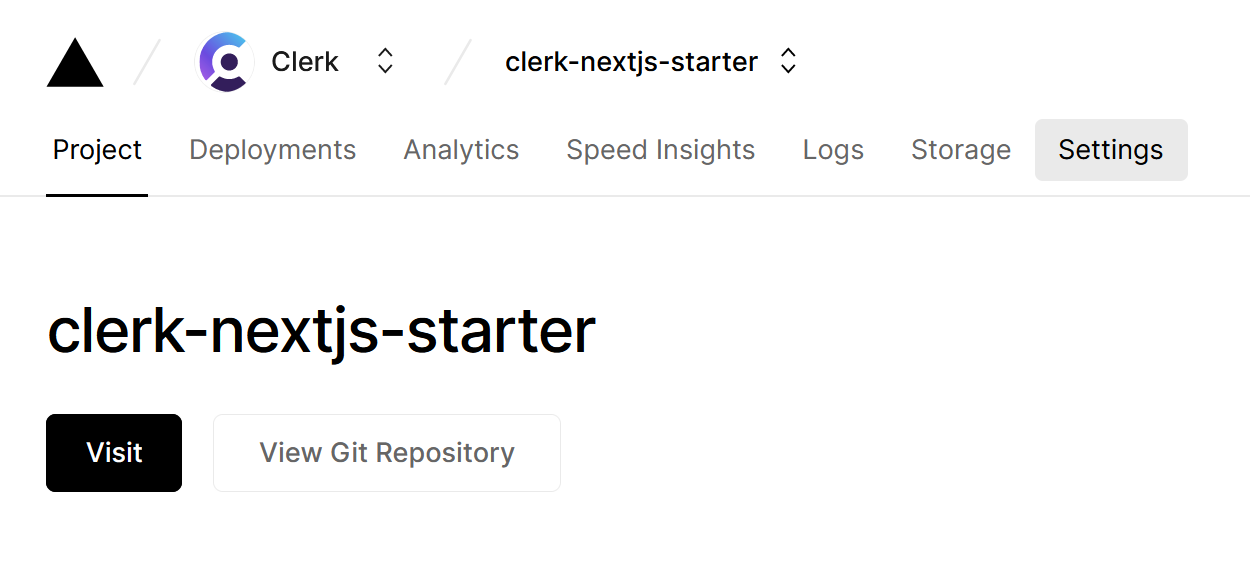 Clerk clerk-nextjs-starter
Project Deployments Analytics Speed Insights Logs Storage Settings
clerk-nextjs-starter
Visit View Git Repository